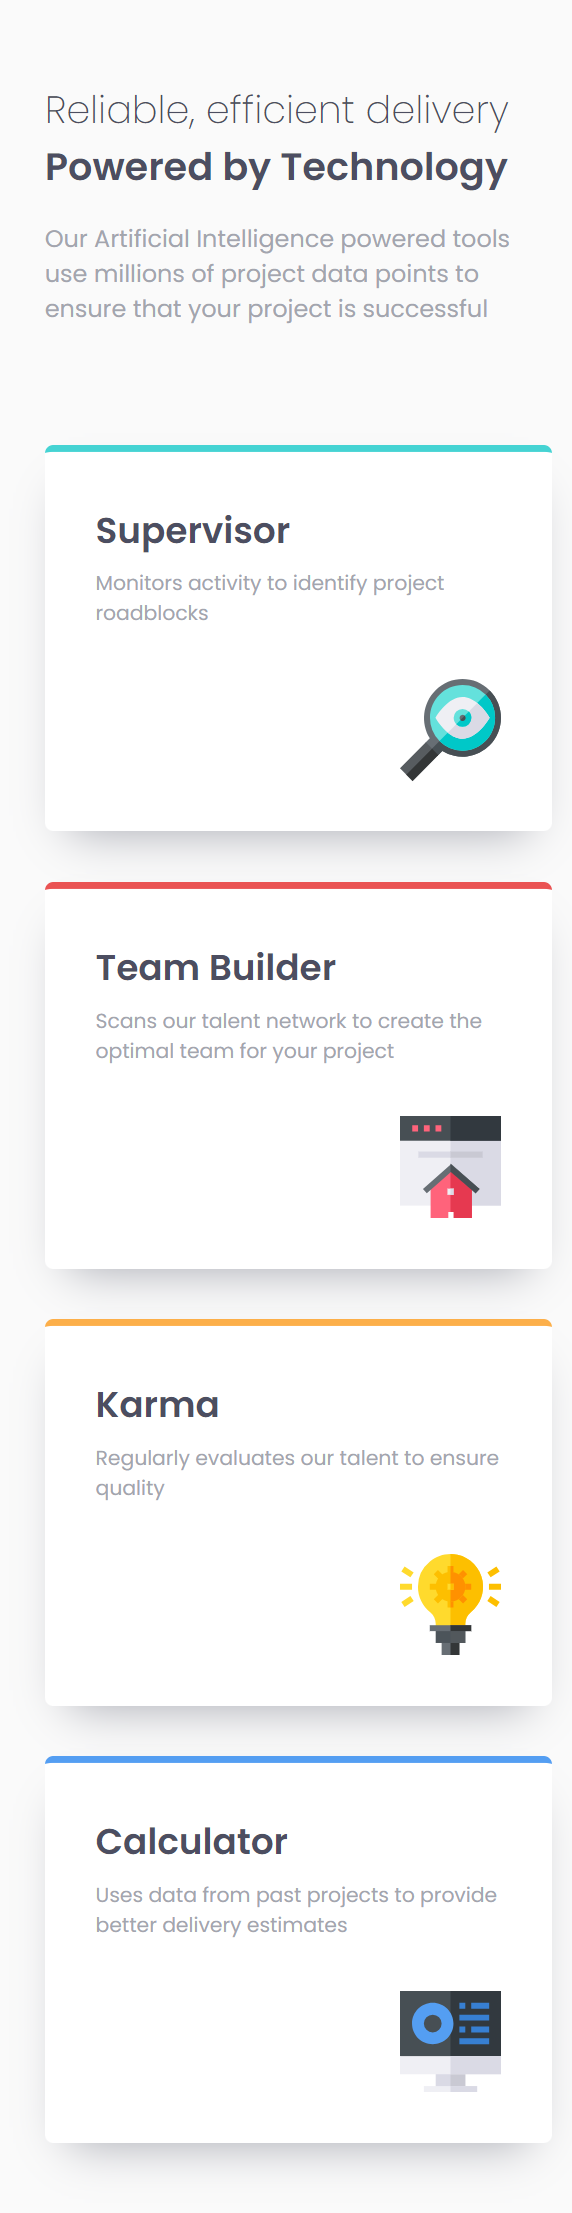 Reliable, efficient delivery
Powered by Technology
Our Artificial Intelligence powered tools
use millions of project data points to
ensure that your project is successful
Supervisor
Monitors activity to identify project
roadblocks
Team Builder
Scans our talent network to create the
optimal team for your project
Karma
Regularly evaluates our talent to ensure
quality
Calculator
Uses data from past projects to provide
better delivery estimates